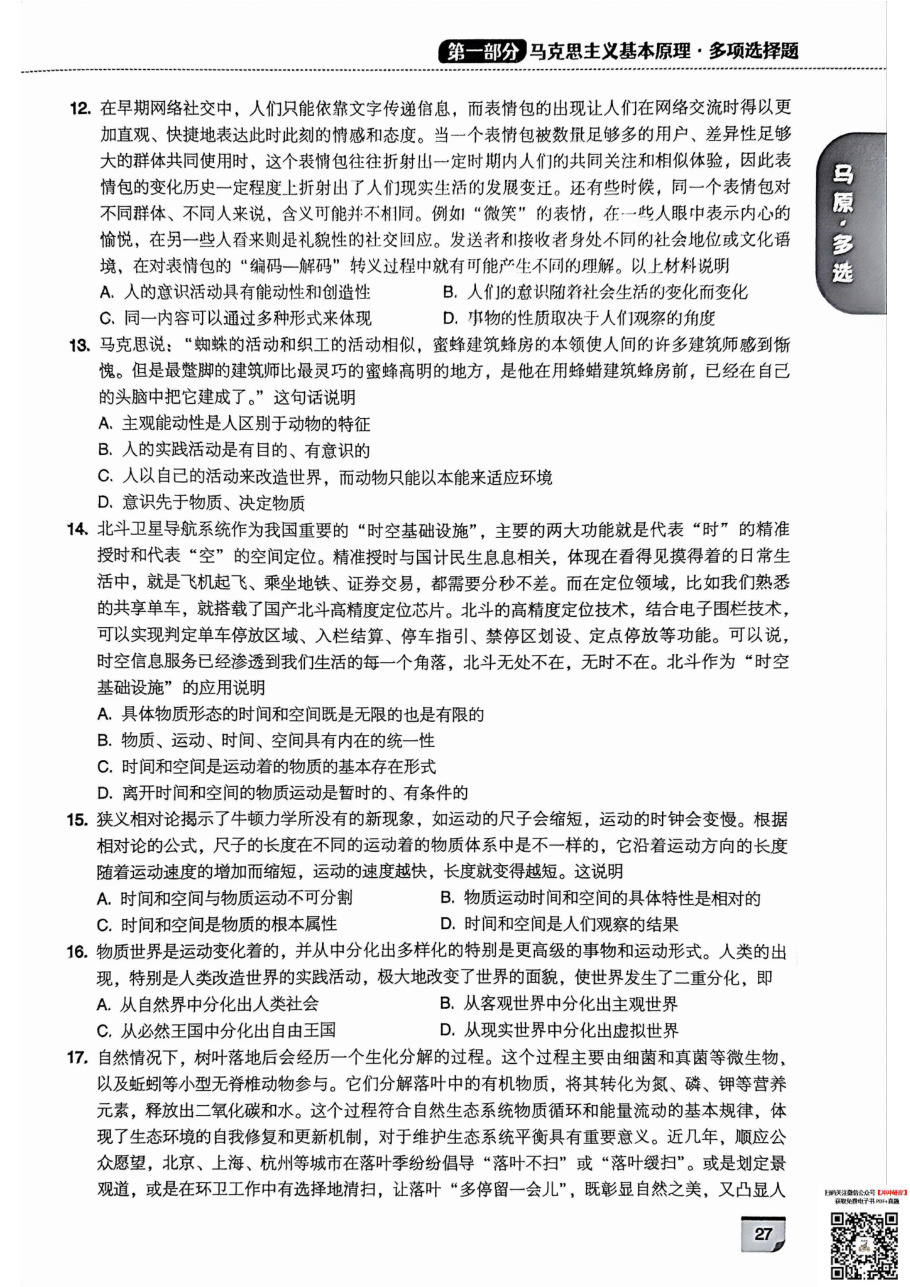 第一部分 马克思主义基本原理·多项选择题
12. 在早期网络社交中，人们只能依靠文字传递信息，而表情包的出现让人们在网络交流时得以更
加直观、快捷地表达此时此刻的情感和态度。当一个表情包被数量足够多的用户、差异性足够
大的群体共同使用时，这个表情包往往折射出一定时期内人们的共同关注和相似体验，因此表
情包的变化历史一定程度上折射出了人们现实生活的发展变迁。还有些时候，同一个表情包对
不同群体、不同人来说，含义可能并不相同。例如“微笑”的表情，在一些人眼中表示内心的
愉悦，在另一些人看来则是礼貌性的社交回应。发送者和接收者身处不同的社会地位或文化语
境，在对表情包的“编码—解码”转义过程中就有可能产生不同的理解。以上材料说明
A. 人的意识活动具有能动性和创造性 B. 人们的意识随着社会生活的变化而变化
C. 同一内容可以通过多种形式来体现 D. 事物的性质取决于人们观察的角度
13. 马克思说：“蜘蛛的活动和织工的活动相似，蜜蜂建筑蜂房的本领使人间的许多建筑师感到惭
愧。但是最蹩脚的建筑师比最灵巧的蜜蜂高明的地方，是他在用蜂蜡建筑蜂房前，已经在自己
的头脑中把它建成了。”这句话说明
A. 主观能动性是人区别于动物的特征
B. 人的实践活动是有目的、有意识的
C. 人以自己的活动来改造世界，而动物只能以本能来适应环境
D. 意识先于物质、决定物质
14. 北斗卫星导航系统作为我国重要的“时空基础设施”，主要的两大功能就是代表“时”的精准
授时和代表“空”的空间定位。精准授时与国计民生息息相关，体现在看得见摸得着的日常生
活中，就是飞机起飞、乘坐地铁、证券交易，都需要分秒不差。而在定位领域，比如我们熟悉
的共享单车，就搭载了国产北斗高精度定位芯片。北斗的高精度定位技术，结合电子围栏技术，
可以实现判定单车停放区域、入栏结算、停车指引、禁停区划设、定点停放等功能。可以说，
时空信息服务已经渗透到我们生活的每一个角落，北斗无处不在，无时不在。北斗作为“时空
基础设施”的应用说明
A. 具体物质形态的时间和空间既是无限的也是有限的
B. 物质、运动、时间、空间具有内在的统一性
C. 时间和空间是运动着的物质的基本存在形式
D. 离开时间和空间的物质运动是暂时的、有条件的
15. 狭义相对论揭示了牛顿力学所没有的新现象，如运动的尺子会缩短，运动的时钟会变慢。根据
相对论的公式，尺子的长度在不同的运动着的物质体系中是不一样的，它沿着运动方向的长度
随着运动速度的增加而缩短，运动的速度越快，长度就变得越短。这说明
A. 时间和空间与物质运动不可分割 B. 物质运动时间和空间的具体特性是相对的
C. 时间和空间是物质的根本属性 D. 时间和空间是人们观察的结果
16. 物质世界是运动变化着的，并从中分化出多样化的特别是更高级的事物和运动形式。人类的出
现，特别是人类改造世界的实践活动，极大地改变了世界的面貌，使世界发生了二重分化，即
A. 从自然界中分化出人类社会 B. 从客观世界中分化出主观世界
C. 从必然王国中分化出自由王国 D. 从现实世界中分化出虚拟世界
17. 自然情况下，树叶落地后会经历一个生化分解的过程。这个过程主要由细菌和真菌等微生物，
以及蚯蚓等小型无脊椎动物参与。它们分解落叶中的有机物质，将其转化为氮、磷、钾等营养
元素，释放出二氧化碳和水。这个过程符合自然生态系统物质循环和能量流动的基本规律，体
现了生态环境的自我修复和更新机制，对于维护生态系统平衡具有重要意义。近几年，顺应公
众愿望，北京、上海、杭州等城市在落叶季纷纷倡导“落叶不扫”或“落叶缓扫”。或是划定景
观道，或是在环卫工作中有选择地清扫，让落叶“多停留一会儿”，既彰显自然之美，又凸显人
马原·多选
27
扫码关注微信公众号【冲冲研资】
获取免费电子书PDF+真题